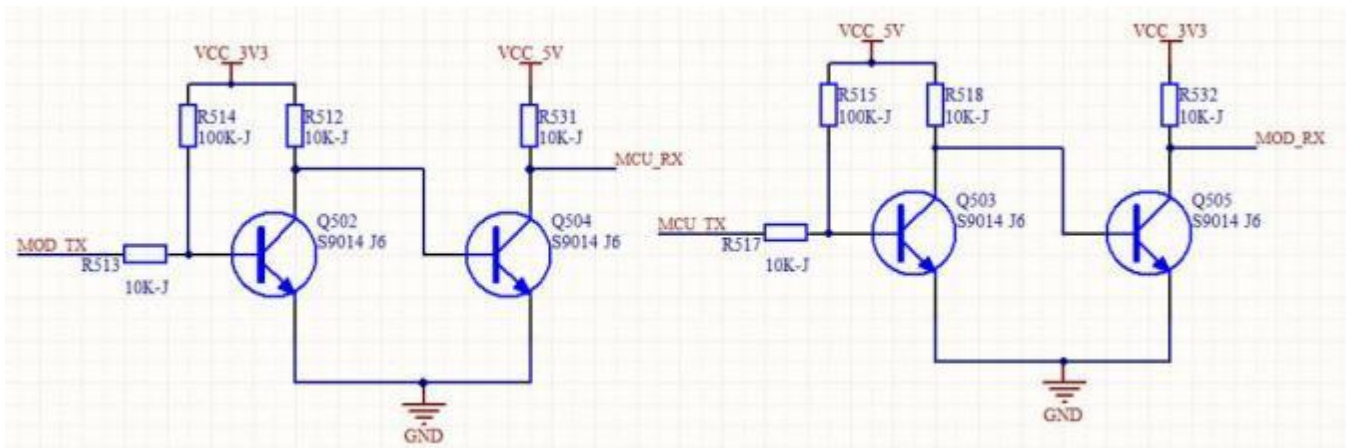 VCC_3V3
R514
100K-J
R512
10K-J
VCC_5V
R531
10K-J
MCU_RX
Q502
S9014 J6
Q504
S9014 J6
MOD_TX
R513
10K-J
GND
VCC_5V
R515
100K-J
R518
10K-J
VCC_3V3
R532
10K-J
MOD_RX
Q503
S9014 J6
Q505
S9014 J6
MCU_TX
R517
10K-J
GND